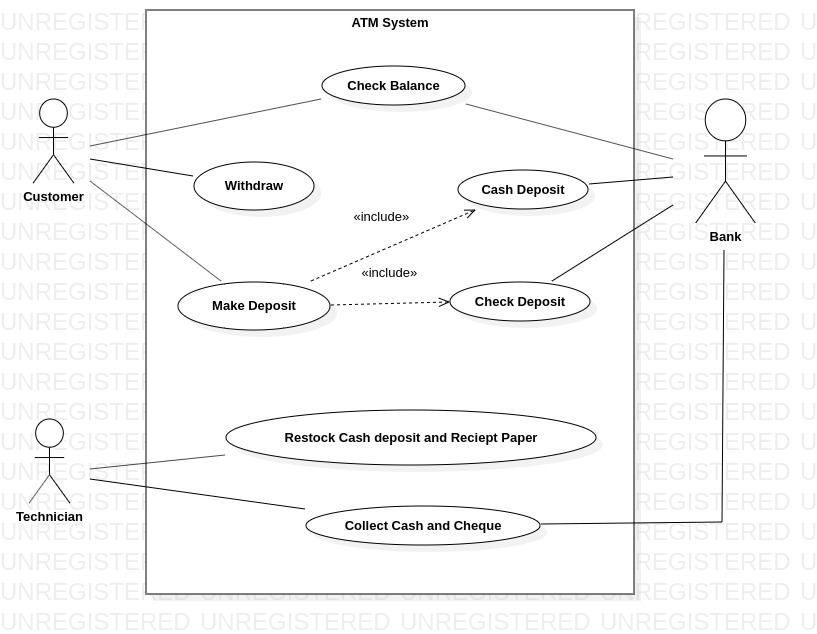 ATM System
Check Balance
Customer
Withdraw
Cash Deposit
Bank
«include»
«include»
Make Deposit
Check Deposit
Restock Cash deposit and Reciept Paper
Technician
Collect Cash and Cheque
UNREGISTERED UNREGISTERED UNREGISTERED UNREGISTERED U